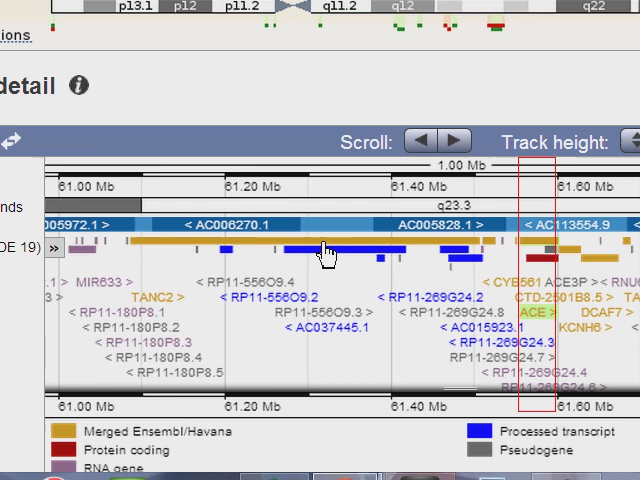 p13.1 p12 p11.2 q11.2 q12 q22
ions
detail i
Scroll: Track height:
1.00 Mb
61.00 Mb 61.20 Mb 61.40 Mb 61.60 Mb
nds q23.3
005972.1 > < AC006270.1 AC005828.1 > < AC113554.9
DE 19) »
.1 > MIR633 > < RP11-556O9.4 < CYB561 ACE3P > < RNU
3 > TANC2 > < RP11-556O9.2 < RP11-269G24.2 CTD-2501B8.5 > TA
< RP11-180P8.1 RP11-556O9.3 > < RP11-269G24.8 ACE > DCAF7 >
< RP11-180P8.2 < AC037445.1 < AC015923.1 KCNH6 >
< RP11-180P8.3 < RP11-269G24.3
< RP11-180P8.4 RP11-269G24.7 >
< RP11-180P8.5 < RP11-269G24.4
RP11-269G24.6 >
61.00 Mb 61.20 Mb 61.40 Mb 61.60 Mb
Merged Ensembl/Havana Processed transcript
Protein coding Pseudogene
RNA gene